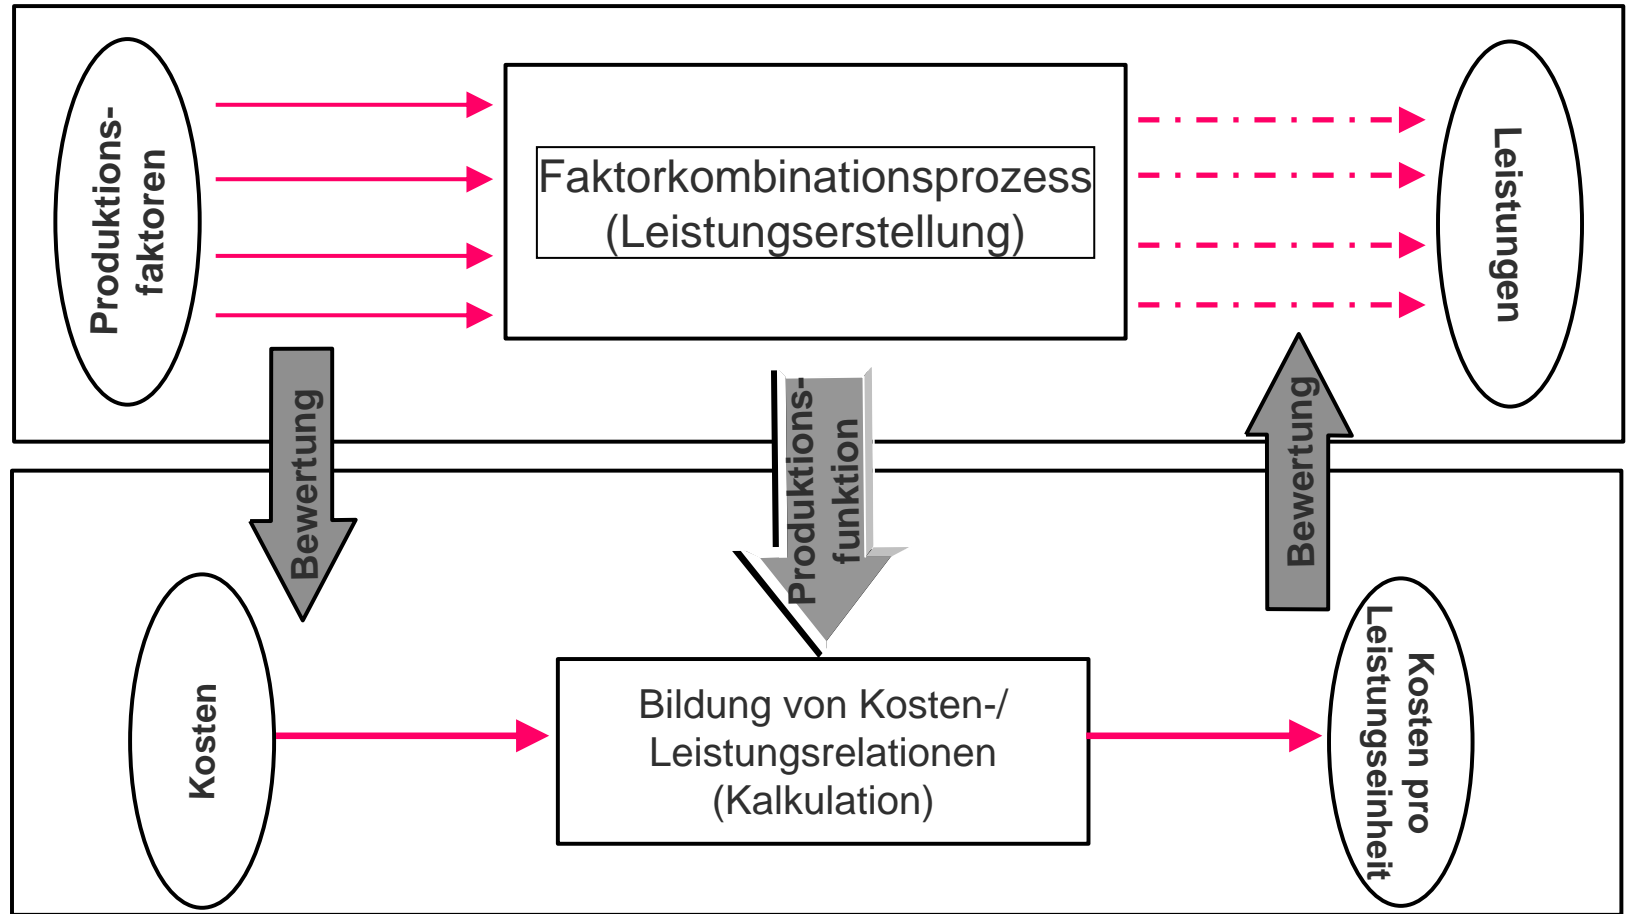 Produktions-
faktoren
Faktorkombinationsprozess
(Leistungserstellung)
Leistungen
Bewertung
Produktions-
funktion
Bewertung
Kosten
Bildung von Kosten-/
Leistungsrelationen
(Kalkulation)
Kosten pro
Leistungseinheit